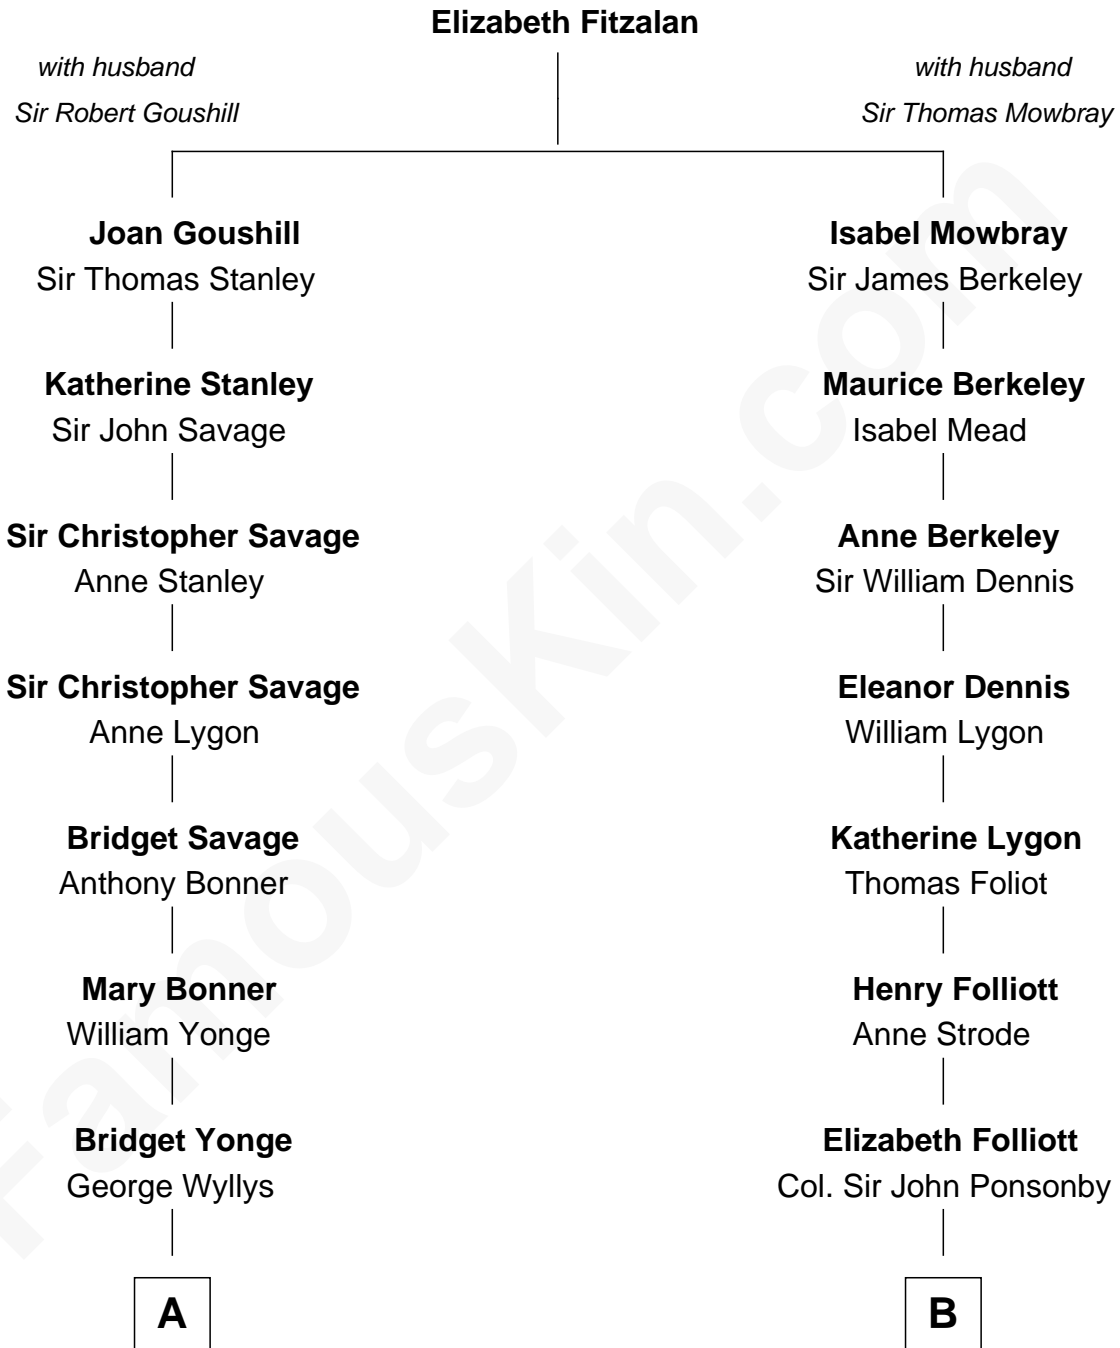 Elizabeth Fitzalan
with husband
Sir Robert Goushill
with husband
Sir Thomas Mowbray
Joan Goushill
Sir Thomas Stanley
Isabel Mowbray
Sir James Berkeley
Katherine Stanley
Sir John Savage
Maurice Berkeley
Isabel Mead
Sir Christopher Savage
Anne Stanley
Anne Berkeley
Sir William Dennis
Sir Christopher Savage
Anne Lygon
Eleanor Dennis
William Lygon
Bridget Savage
Anthony Bonner
Katherine Lygon
Thomas Foliot
Mary Bonner
William Yonge
Henry Folliott
Anne Strode
Bridget Yonge
George Wyllys
Elizabeth Folliott
Col. Sir John Ponsonby
A
B
FamousKin.com